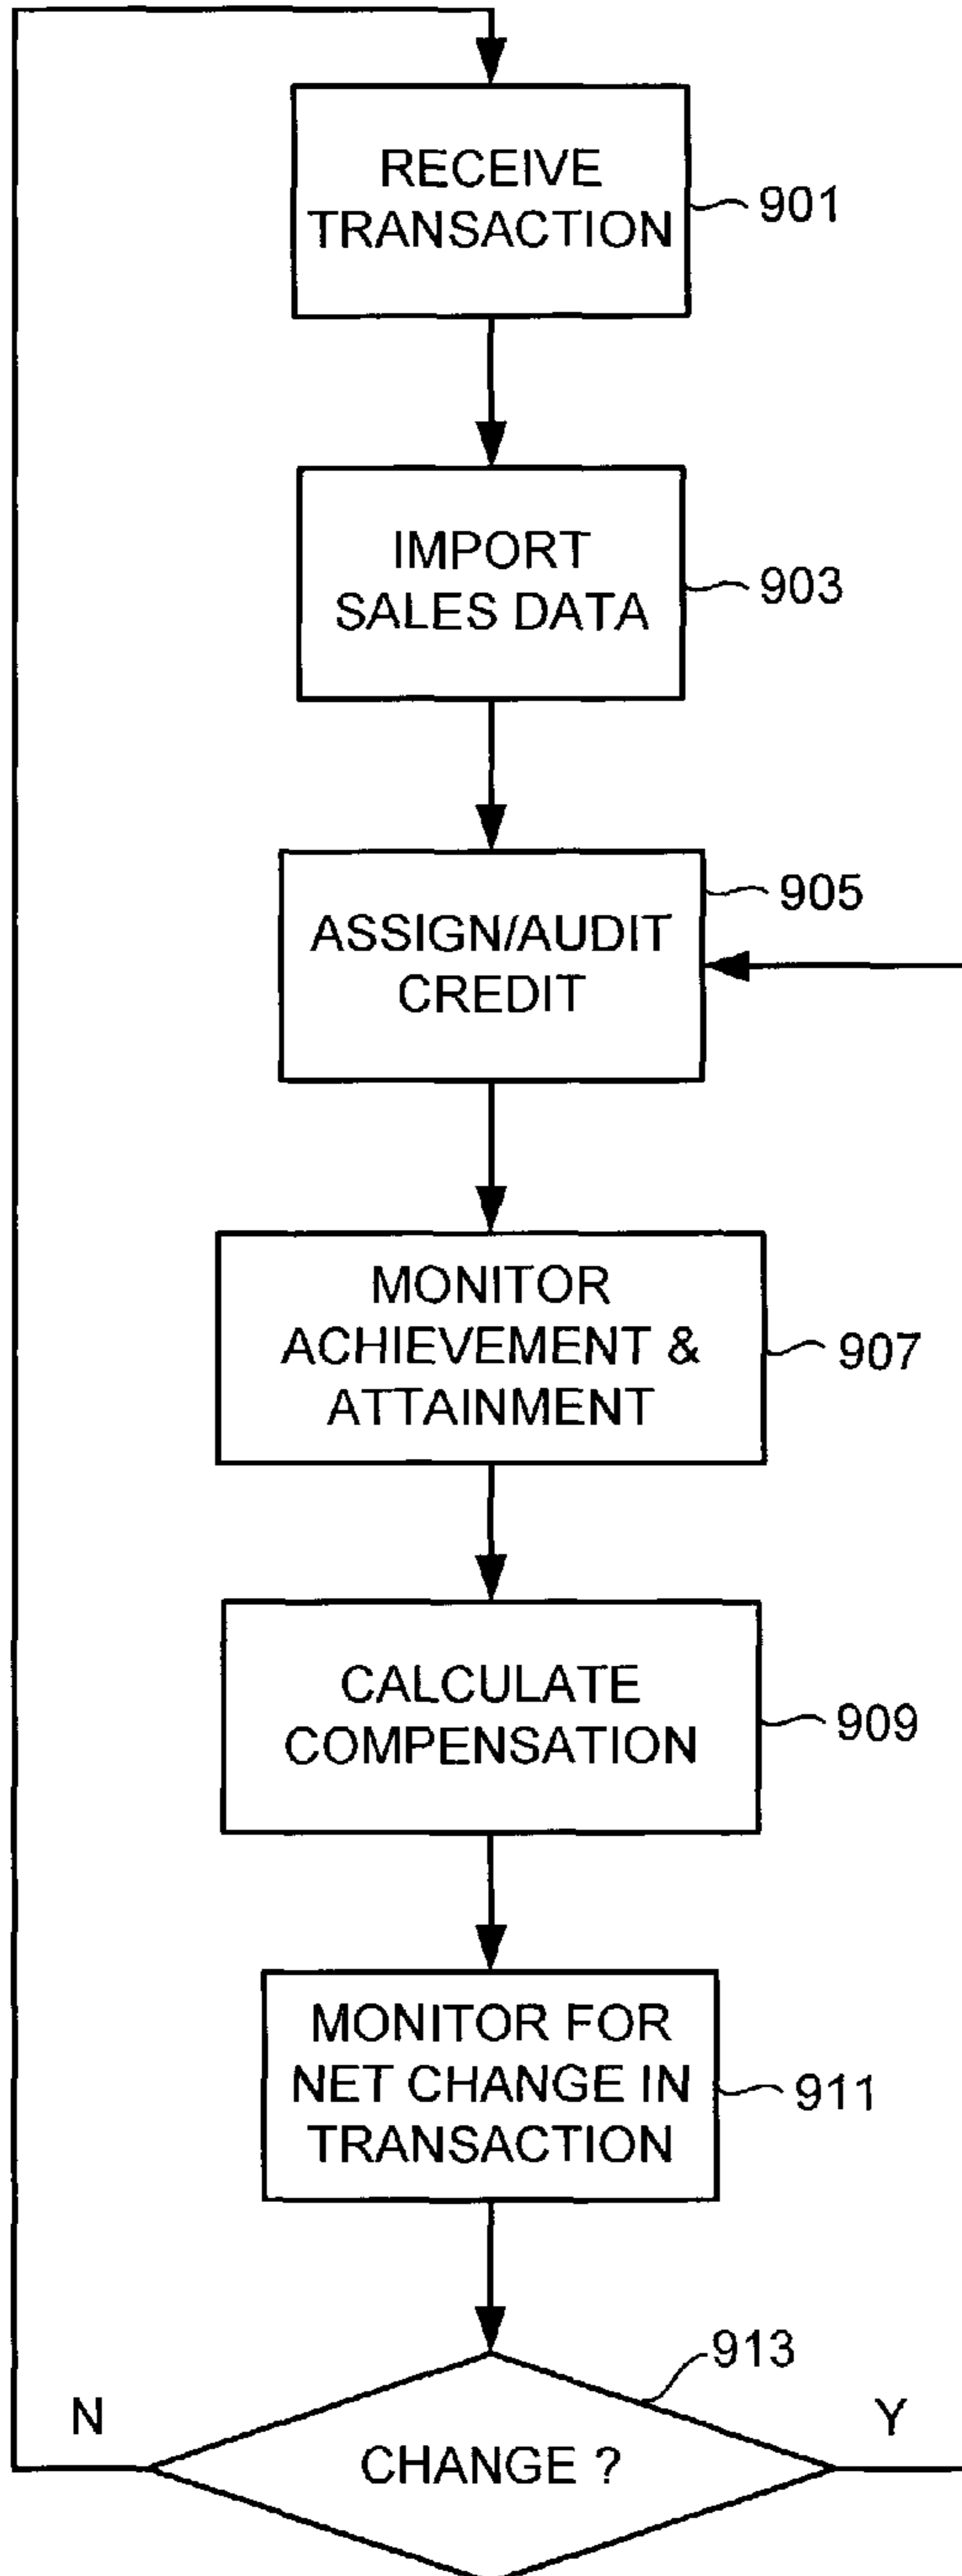 RECEIVE
TRANSACTION
901
IMPORT
SALES DATA
903
905
ASSIGN/AUDIT
CREDIT
MONITOR
ACHIEVEMENT &
ATTAINMENT
907
CALCULATE
COMPENSATION
909
MONITOR FOR
NET CHANGE IN
TRANSACTION
911
913
N
Y
CHANGE ?